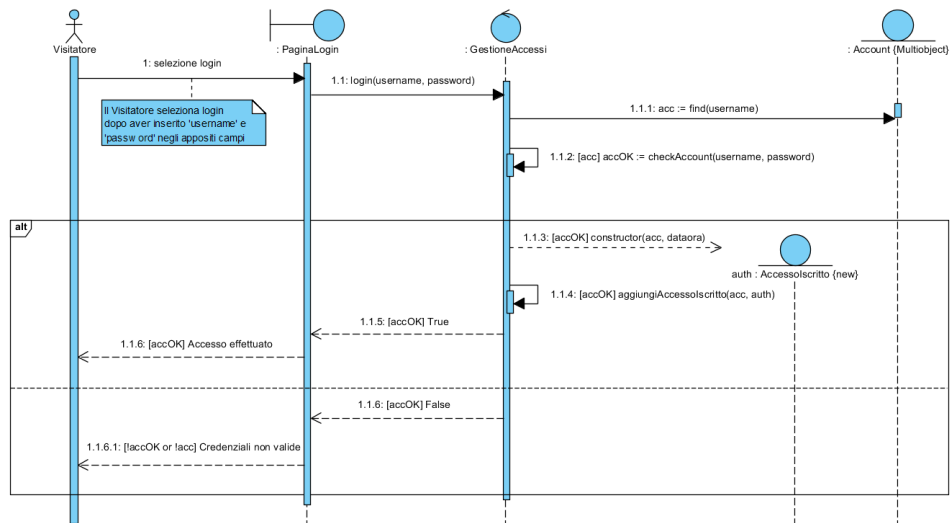 Visitatore
: PaginaLogin
: GestioneAccessi
: Account {Multiobject}
1: selezione login
1.1: login(username, password)
Il Visitatore seleziona login
dopo aver inserito 'username' e
'passw ord' negli appositi campi
1.1.1: acc := find(username)
1.1.2: [acc] accOK := checkAccount(username, password)
alt
1.1.3: [accOK] constructor(acc, dataora)
auth : AccessoIscritto {new}
1.1.4: [accOK] aggiungiAccessoIscritto(acc, auth)
1.1.5: [accOK] True
1.1.6: [accOK] Accesso effettuato
1.1.6: [accOK] False
1.1.6.1: [!accOK or !acc] Credenziali non valide